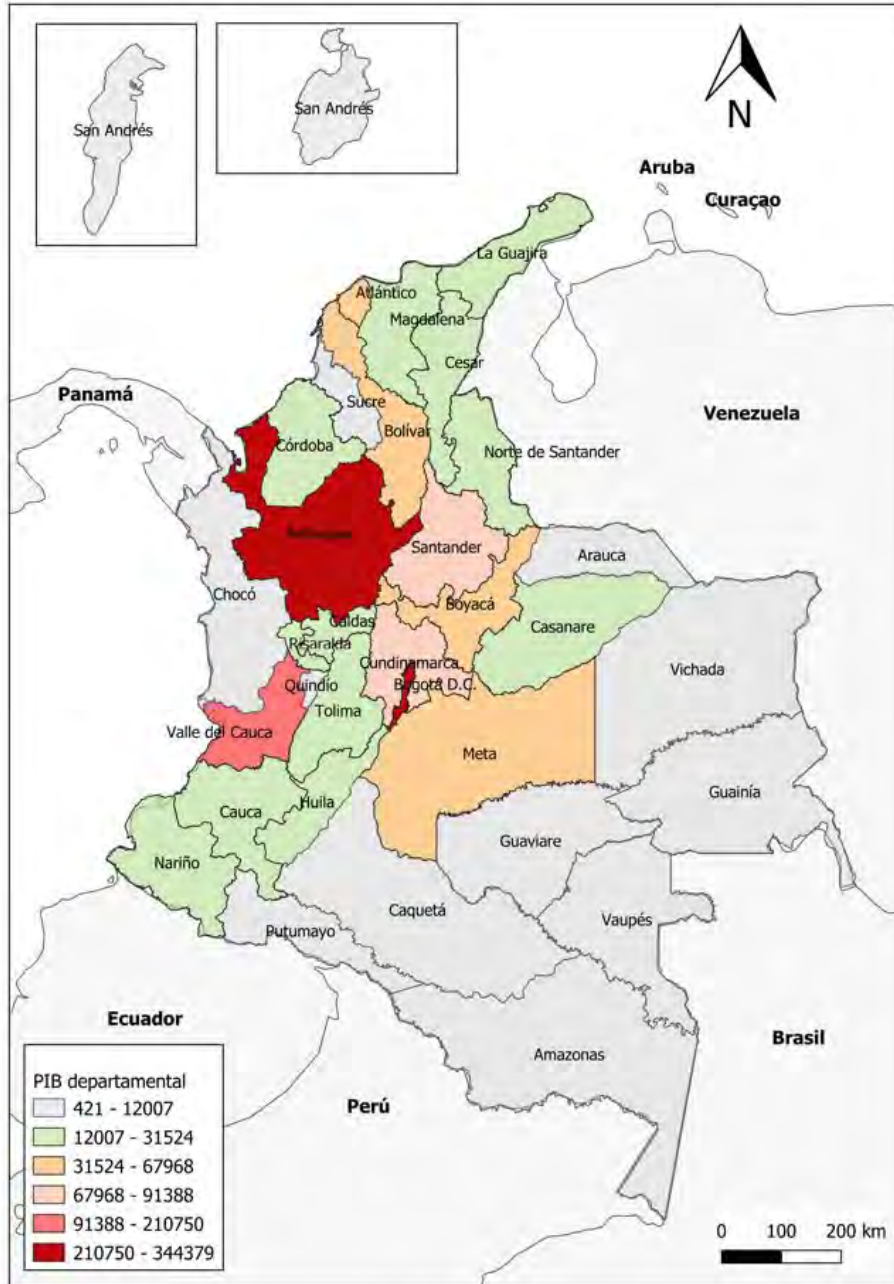 San Andrés
San Andrés
N
Aruba
Curaçao
La Guajira
Atlántico
Magdalena
Cesar
Panamá
Venezuela
Sucre
Bolívar
Córdoba
Norte de Santander
Santander
Arauca
Chocó
Boyacá
Caldas
Casanare
Risaralda
Cundinamarca
Vichada
Quindío
Bogotá D.C.
Tolima
Valle del Cauca
Meta
Guainía
Huila
Cauca
Guaviare
Nariño
Caquetá
Vaupés
Putumayo
Ecuador
Brasil
Amazonas
Perú
PIB departamental
421 - 12007
12007 - 31524
31524 - 67968
67968 - 91388
91388 - 210750
210750 - 344379
0 100 200 km